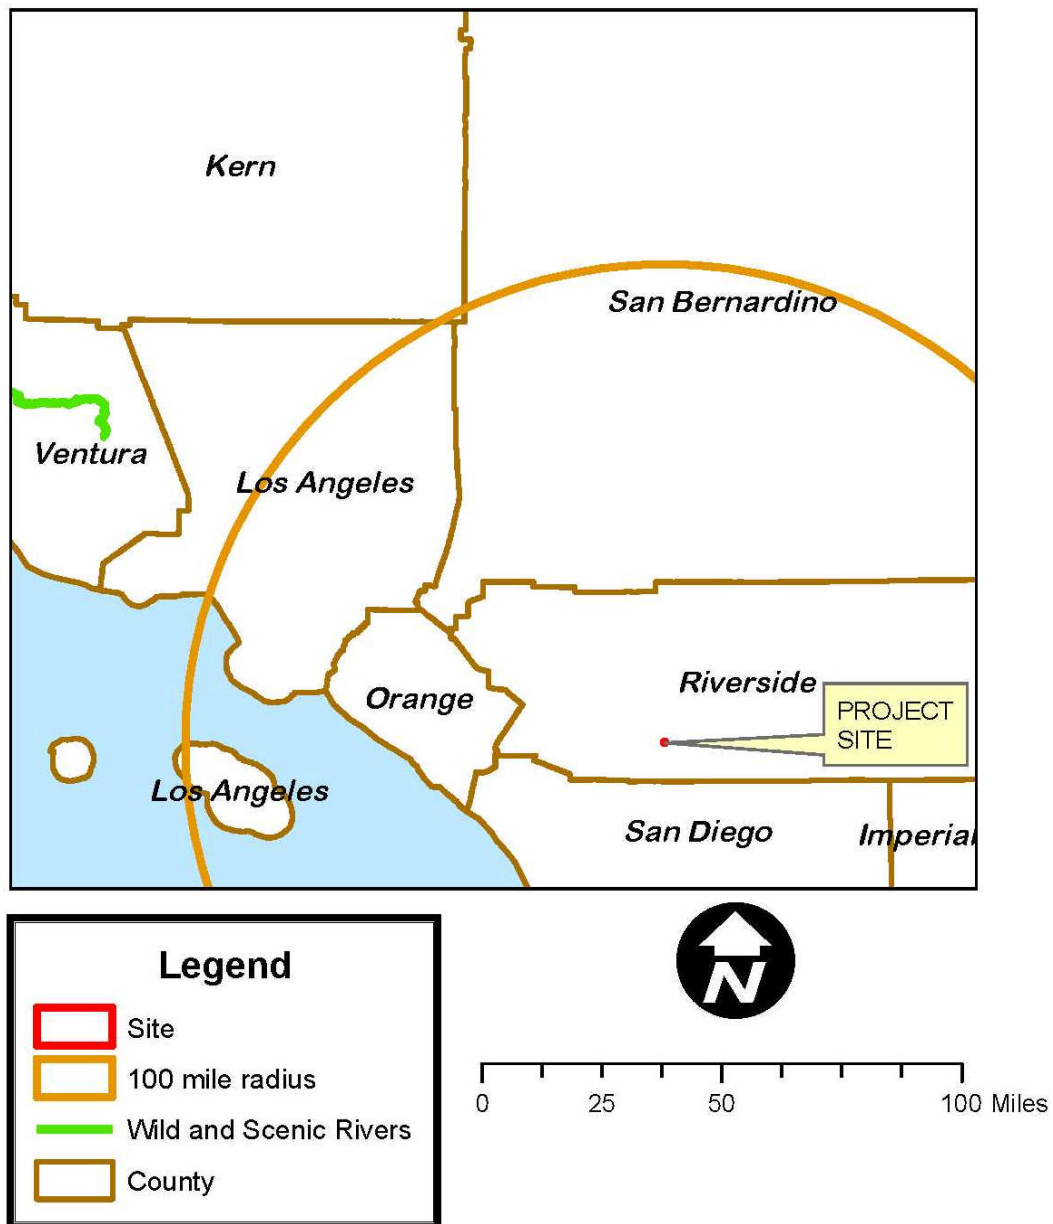 Kern
San Bernardino
Ventura
Los Angeles
Riverside
Orange
PROJECT
SITE
Los Angeles
San Diego
Imperial
Legend
Site
100 mile radius
Wild and Scenic Rivers
County
N
0 25 50 100 Miles